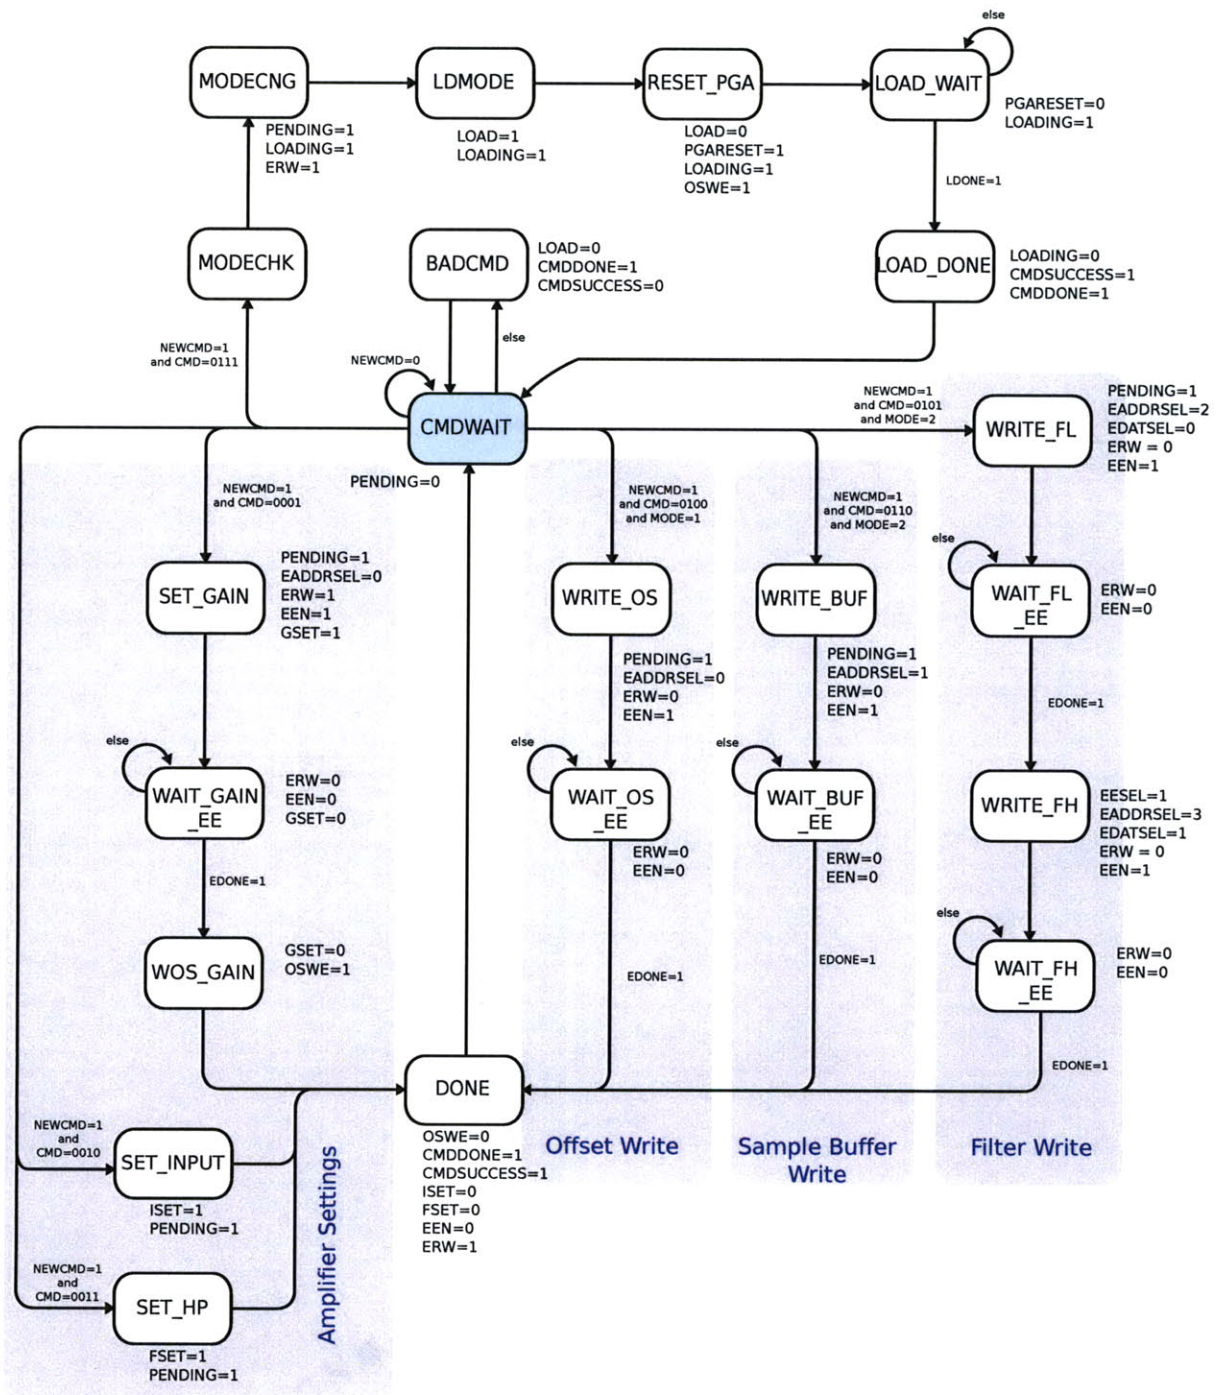 else
MODECNG
LDMODE
RESET_PGA
LOAD_WAIT
PENDING=1
LOADING=1
ERW=1
LOAD=1
LOADING=1
LOAD=0
PGARESET=1
LOADING=1
OSWE=1
PGARESET=0
LOADING=1
LDONE=1
MODECHK
BADCMD
LOAD=0
CMDDONE=1
CMDSUCCESS=0
LOAD_DONE
LOADING=0
CMDSUCCESS=1
CMDDONE=1
NEWCMD=1
and CMD=0111
NEWCMD=0
else
CMDWAIT
PENDING=0
NEWCMD=1
and CMD=0101
and MODE=2
WRITE_FL
PENDING=1
EADDRSEL=2
EDATSEL=0
ERW = 0
EEN=1
NEWCMD=1
and CMD=0001
NEWCMD=1
and CMD=0100
and MODE=1
NEWCMD=1
and CMD=0110
and MODE=2
SET_GAIN
PENDING=1
EADDRSEL=0
ERW=1
EEN=1
GSET=1
WRITE_OS
PENDING=1
EADDRSEL=0
ERW=0
EEN=1
WRITE_BUF
PENDING=1
EADDRSEL=1
ERW=0
EEN=1
else
WAIT_FL
_EE
ERW=0
EEN=0
EDONE=1
else
WAIT_GAIN
_EE
ERW=0
EEN=0
GSET=0
EDONE=1
else
WAIT_OS
_EE
ERW=0
EEN=0
EDONE=1
else
WAIT_BUF
_EE
ERW=0
EEN=0
EDONE=1
WRITE_FH
EESEL=1
EADDRSEL=3
EDATSEL=1
ERW = 0
EEN=1
else
WAIT_FH
_EE
ERW=0
EEN=0
EDONE=1
WOS_GAIN
GSET=0
OSWE=1
DONE
OSWE=0
CMDDONE=1
CMDSUCCESS=1
ISET=0
FSET=0
EEN=0
ERW=1
Offset Write
Sample Buffer
Write
Filter Write
NEWCMD=1
and
CMD=0010
SET_INPUT
ISET=1
PENDING=1
NEWCMD=1
and
CMD=0011
SET_HP
FSET=1
PENDING=1
Amplifier Settings